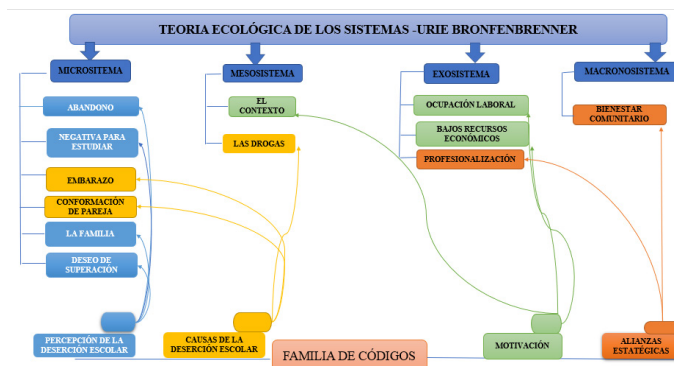 TEORIA ECOLÓGICA DE LOS SISTEMAS -URIE BRONFENBRENNER
MICROSITEMA
MESOSISTEMA
EXOSISTEMA
MACRONOSISTEMA
ABANDONO
NEGATIVA PARA
ESTUDIAR
EMBARAZO
CONFORMACIÓN
DE PAREJA
LA FAMILIA
DESEO DE
SUPERACIÓN
EL
CONTEXTO
LAS DROGAS
OCUPACIÓN LABORAL
BAJOS RECURSOS
ECONÓMICOS
PROFESIONALIZACIÓN
BIENESTAR
COMUNITARIO
PERCEPCIÓN DE LA
DESERCIÓN ESCOLAR
CAUSAS DE LA
DESERCIÓN ESCOLAR
FAMILIA DE CÓDIGOS
MOTIVACIÓN
ALIANZAS
ESTATÉGICAS